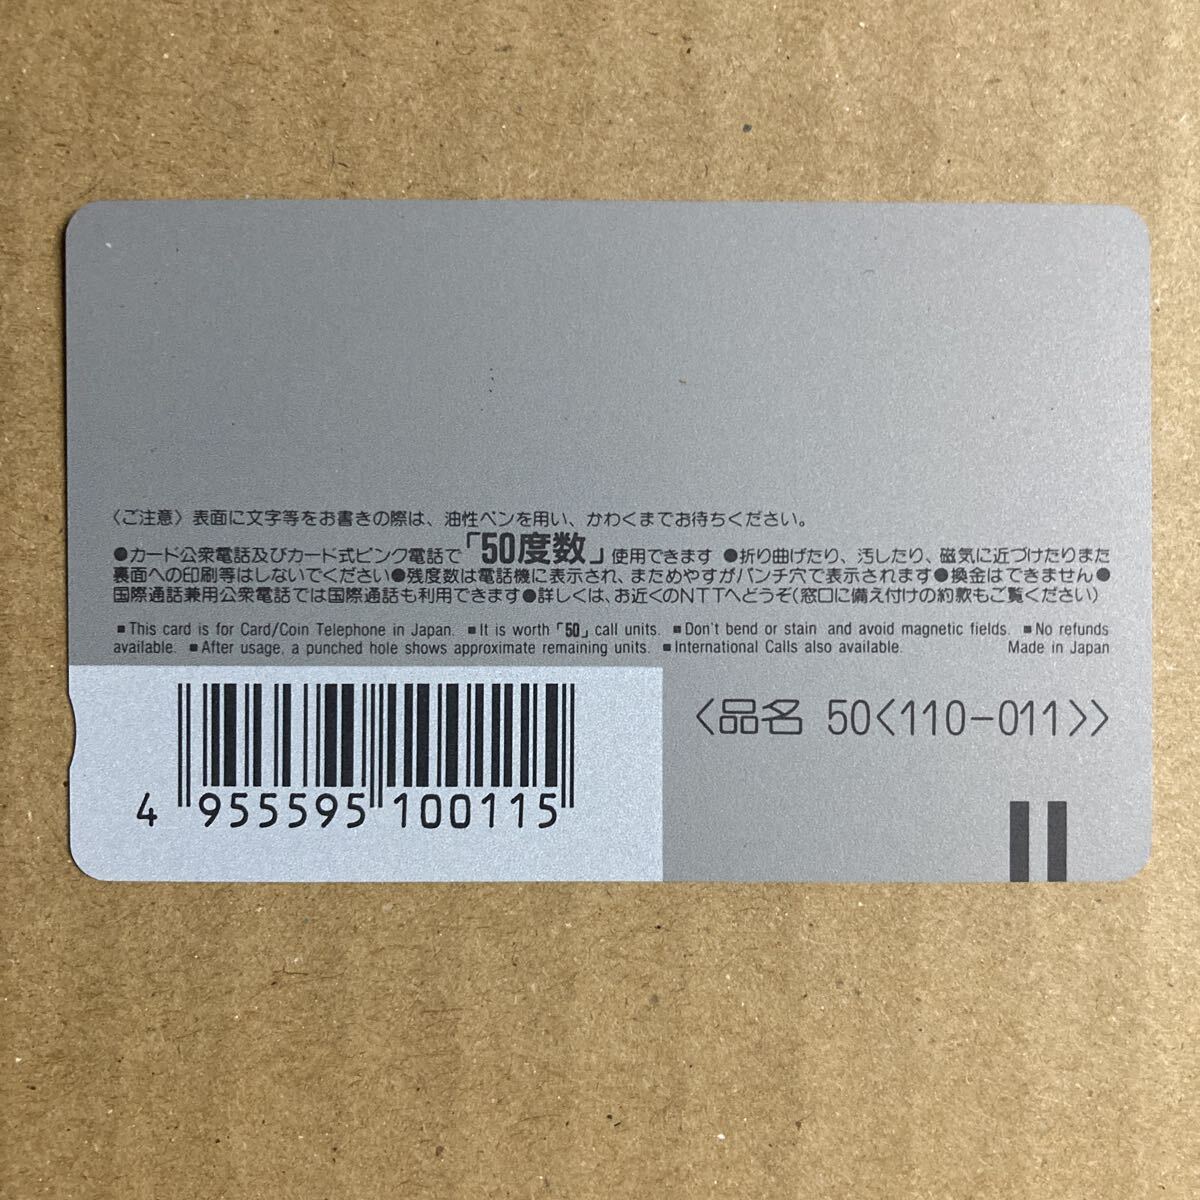 〈ご注意〉表面に文字等をお書きの際は、油性ペンを用い、かわくまでお待ちください。
●カード公衆電話及びカード式ピンク電話で「50度数」使用できます ●折り曲げたり、汚したり、磁気に近づけたりまた
裏面への印刷等はしないでください●残度数は電話機に表示され、まためやすがパンチ穴で表示されます●換金はできません●
国際通話兼用公衆電話では国際通話も利用できます●詳しくは、お近くのNTTへどうぞ(窓口に備え付けの約款もご覧ください)
■This card is for Card/Coin Telephone in Japan. ■It is worth「50」call units. ■Don't bend or stain and avoid magnetic fields. ■No refunds
available. ■After usage, a punched hole shows approximate remaining units. ■International Calls also available. Made in Japan
〈品名 50〈110-011〉〉
4 955595 100115